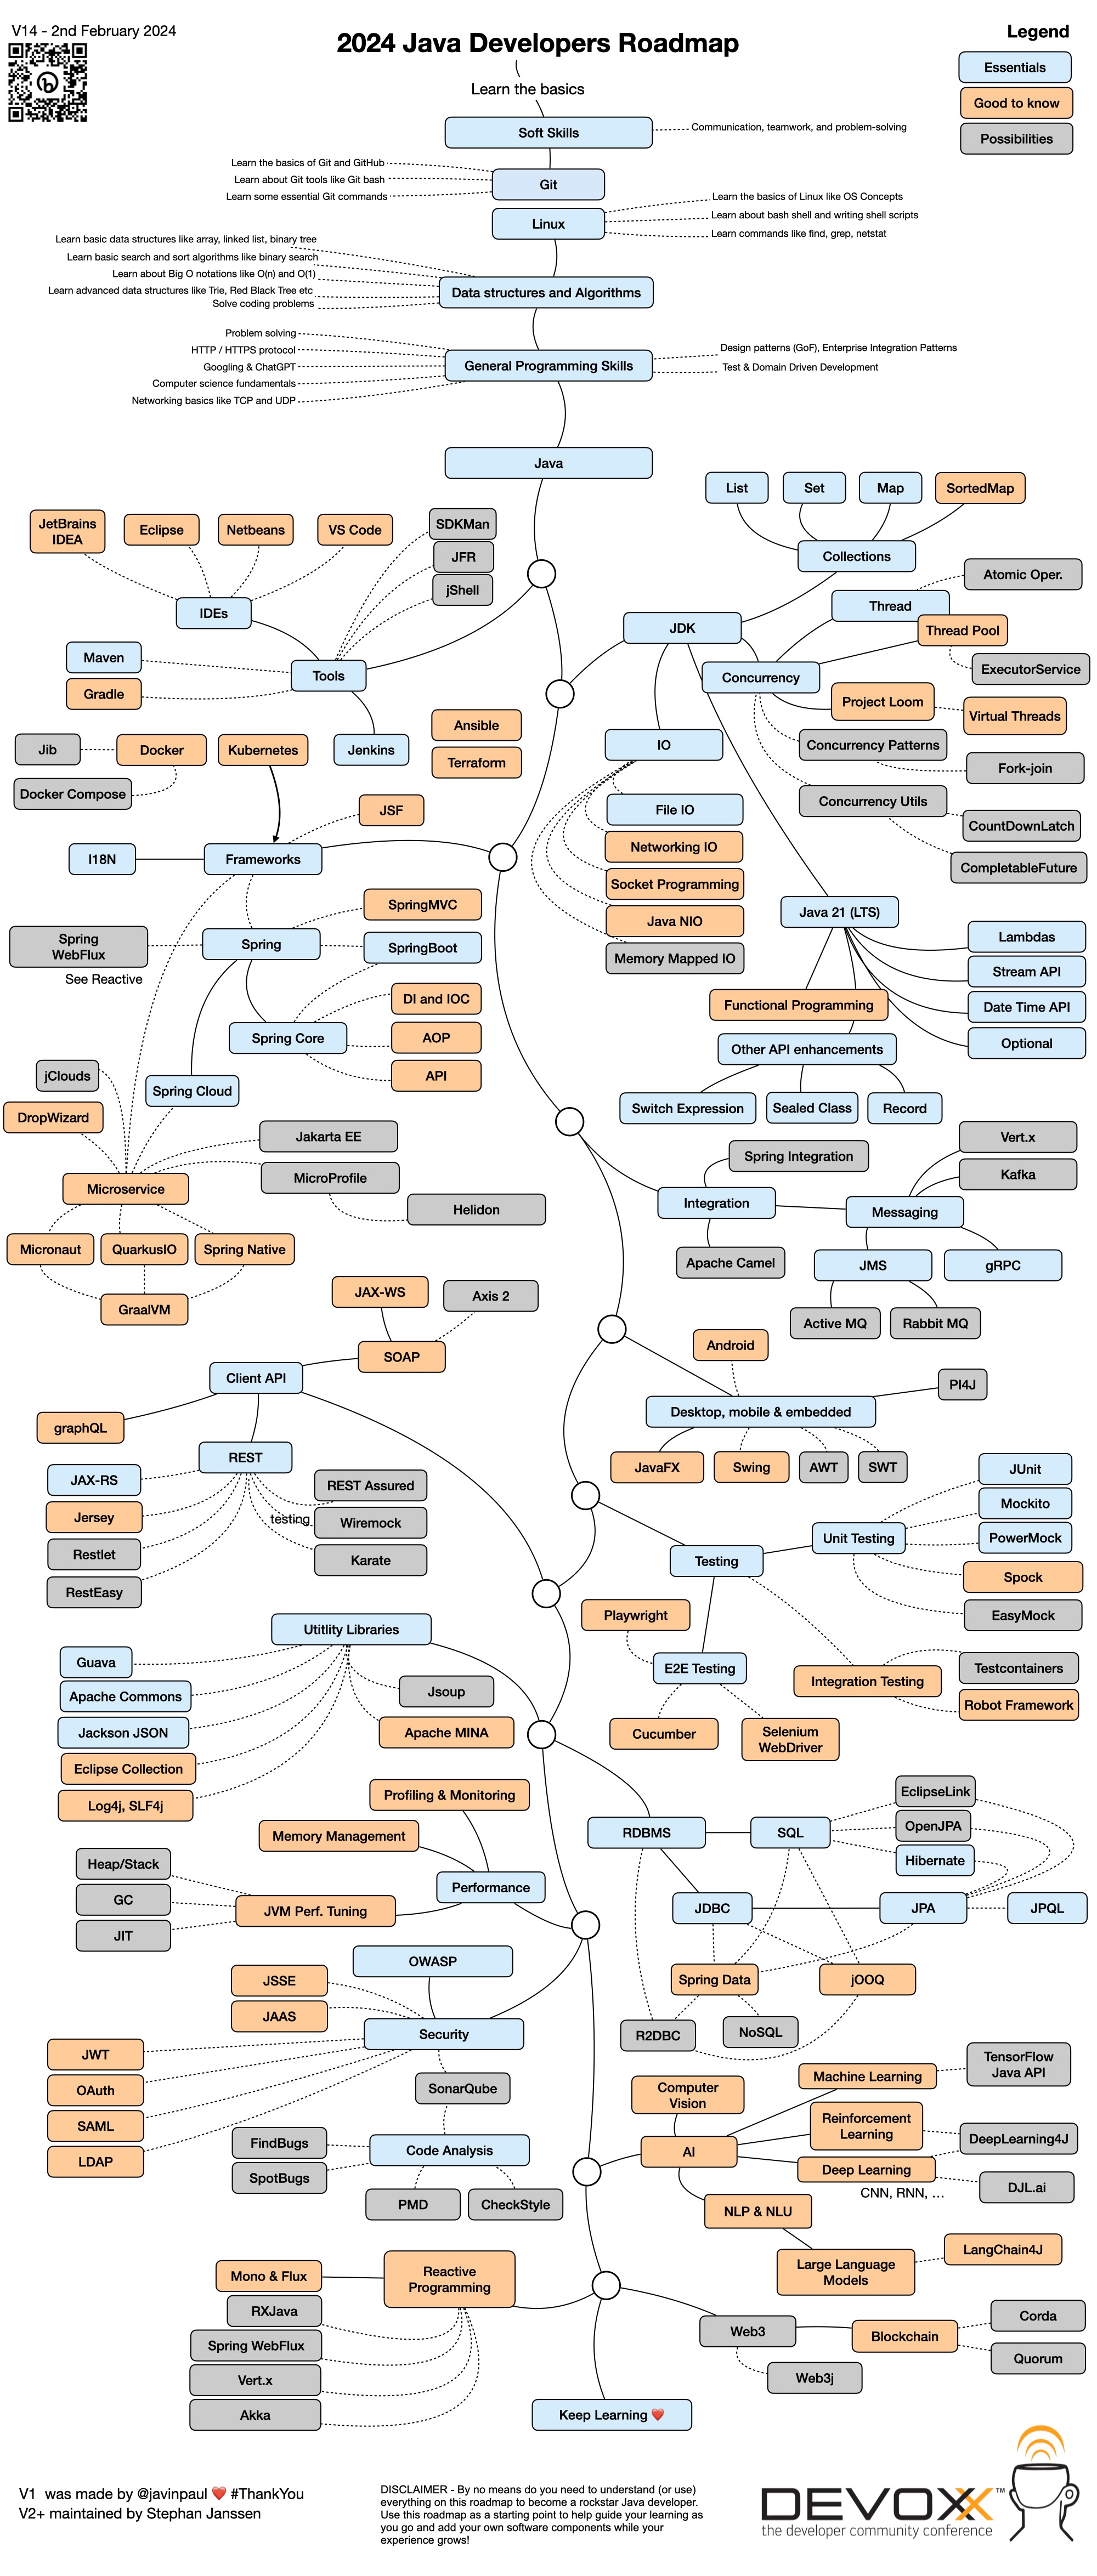 V14 - 2nd February 2024
2024 Java Developers Roadmap
Legend
Essentials
Good to know
Possibilities
Learn the basics
Soft Skills
Communication, teamwork, and problem-solving
Learn the basics of Git and GitHub
Learn about Git tools like Git bash
Learn some essential Git commands
Git
Linux
Learn the basics of Linux like OS Concepts
Learn about bash shell and writing shell scripts
Learn commands like find, grep, netstat
Learn basic data structures like array, linked list, binary tree
Learn basic search and sort algorithms like binary search
Learn about Big O notations like O(n) and O(1)
Learn advanced data structures like Trie, Red Black Tree etc
Solve coding problems
Data structures and Algorithms
Problem solving
HTTP / HTTPS protocol
Googling & ChatGPT
Computer science fundamentals
Networking basics like TCP and UDP
General Programming Skills
Design patterns (GoF), Enterprise Integration Patterns
Test & Domain Driven Development
Java
List
Set
Map
SortedMap
Collections
JetBrains
IDEA
Eclipse
Netbeans
VS Code
SDKMan
JFR
jShell
IDEs
Maven
Gradle
Tools
Jenkins
Ansible
Terraform
Jib
Docker
Kubernetes
Docker Compose
JDK
Thread
Atomic Oper.
Thread Pool
ExecutorService
Concurrency
Project Loom
Virtual Threads
Concurrency Patterns
Fork-join
Concurrency Utils
CountDownLatch
CompletableFuture
IO
File IO
Networking IO
Socket Programming
Java NIO
Memory Mapped IO
JSF
I18N
Frameworks
SpringMVC
Spring
WebFlux
See Reactive
Spring
SpringBoot
DI and IOC
Spring Core
AOP
API
Java 21 (LTS)
Lambdas
Stream API
Date Time API
Optional
Functional Programming
Other API enhancements
Switch Expression
Sealed Class
Record
jClouds
Spring Cloud
DropWizard
Jakarta EE
MicroProfile
Microservice
Helidon
Micronaut
QuarkusIO
Spring Native
GraalVM
Spring Integration
Vert.x
Kafka
Integration
Messaging
Apache Camel
JMS
gRPC
Active MQ
Rabbit MQ
JAX-WS
Axis 2
SOAP
Client API
graphQL
REST
JAX-RS
Jersey
Restlet
RestEasy
testing
REST Assured
Wiremock
Karate
Android
PI4J
Desktop, mobile & embedded
JavaFX
Swing
AWT
SWT
JUnit
Mockito
PowerMock
Spock
EasyMock
Unit Testing
Testing
Playwright
E2E Testing
Integration Testing
Testcontainers
Robot Framework
Cucumber
Selenium
WebDriver
Utitlity Libraries
Guava
Apache Commons
Jackson JSON
Eclipse Collection
Log4j, SLF4j
Jsoup
Apache MINA
Profiling & Monitoring
Memory Management
Heap/Stack
GC
JIT
JVM Perf. Tuning
Performance
RDBMS
SQL
EclipseLink
OpenJPA
Hibernate
JDBC
JPA
JPQL
Spring Data
jOOQ
R2DBC
NoSQL
OWASP
JSSE
JAAS
Security
JWT
OAuth
SAML
LDAP
SonarQube
FindBugs
SpotBugs
Code Analysis
PMD
CheckStyle
Computer
Vision
Machine Learning
TensorFlow
Java API
Reinforcement
Learning
DeepLearning4J
AI
Deep Learning
CNN, RNN, ...
DJL.ai
NLP & NLU
Large Language
Models
LangChain4J
Mono & Flux
Reactive
Programming
RXJava
Spring WebFlux
Vert.x
Akka
Web3
Blockchain
Corda
Quorum
Web3j
Keep Learning ❤️
V1 was made by @javinpaul ❤️ #ThankYou
V2+ maintained by Stephan Janssen
DISCLAIMER - By no means do you need to understand (or use)
everything on this roadmap to become a rockstar Java developer.
Use this roadmap as a starting point to help guide your learning as
you go and add your own software components while your
experience grows!
DEVOXX™
the developer community conference